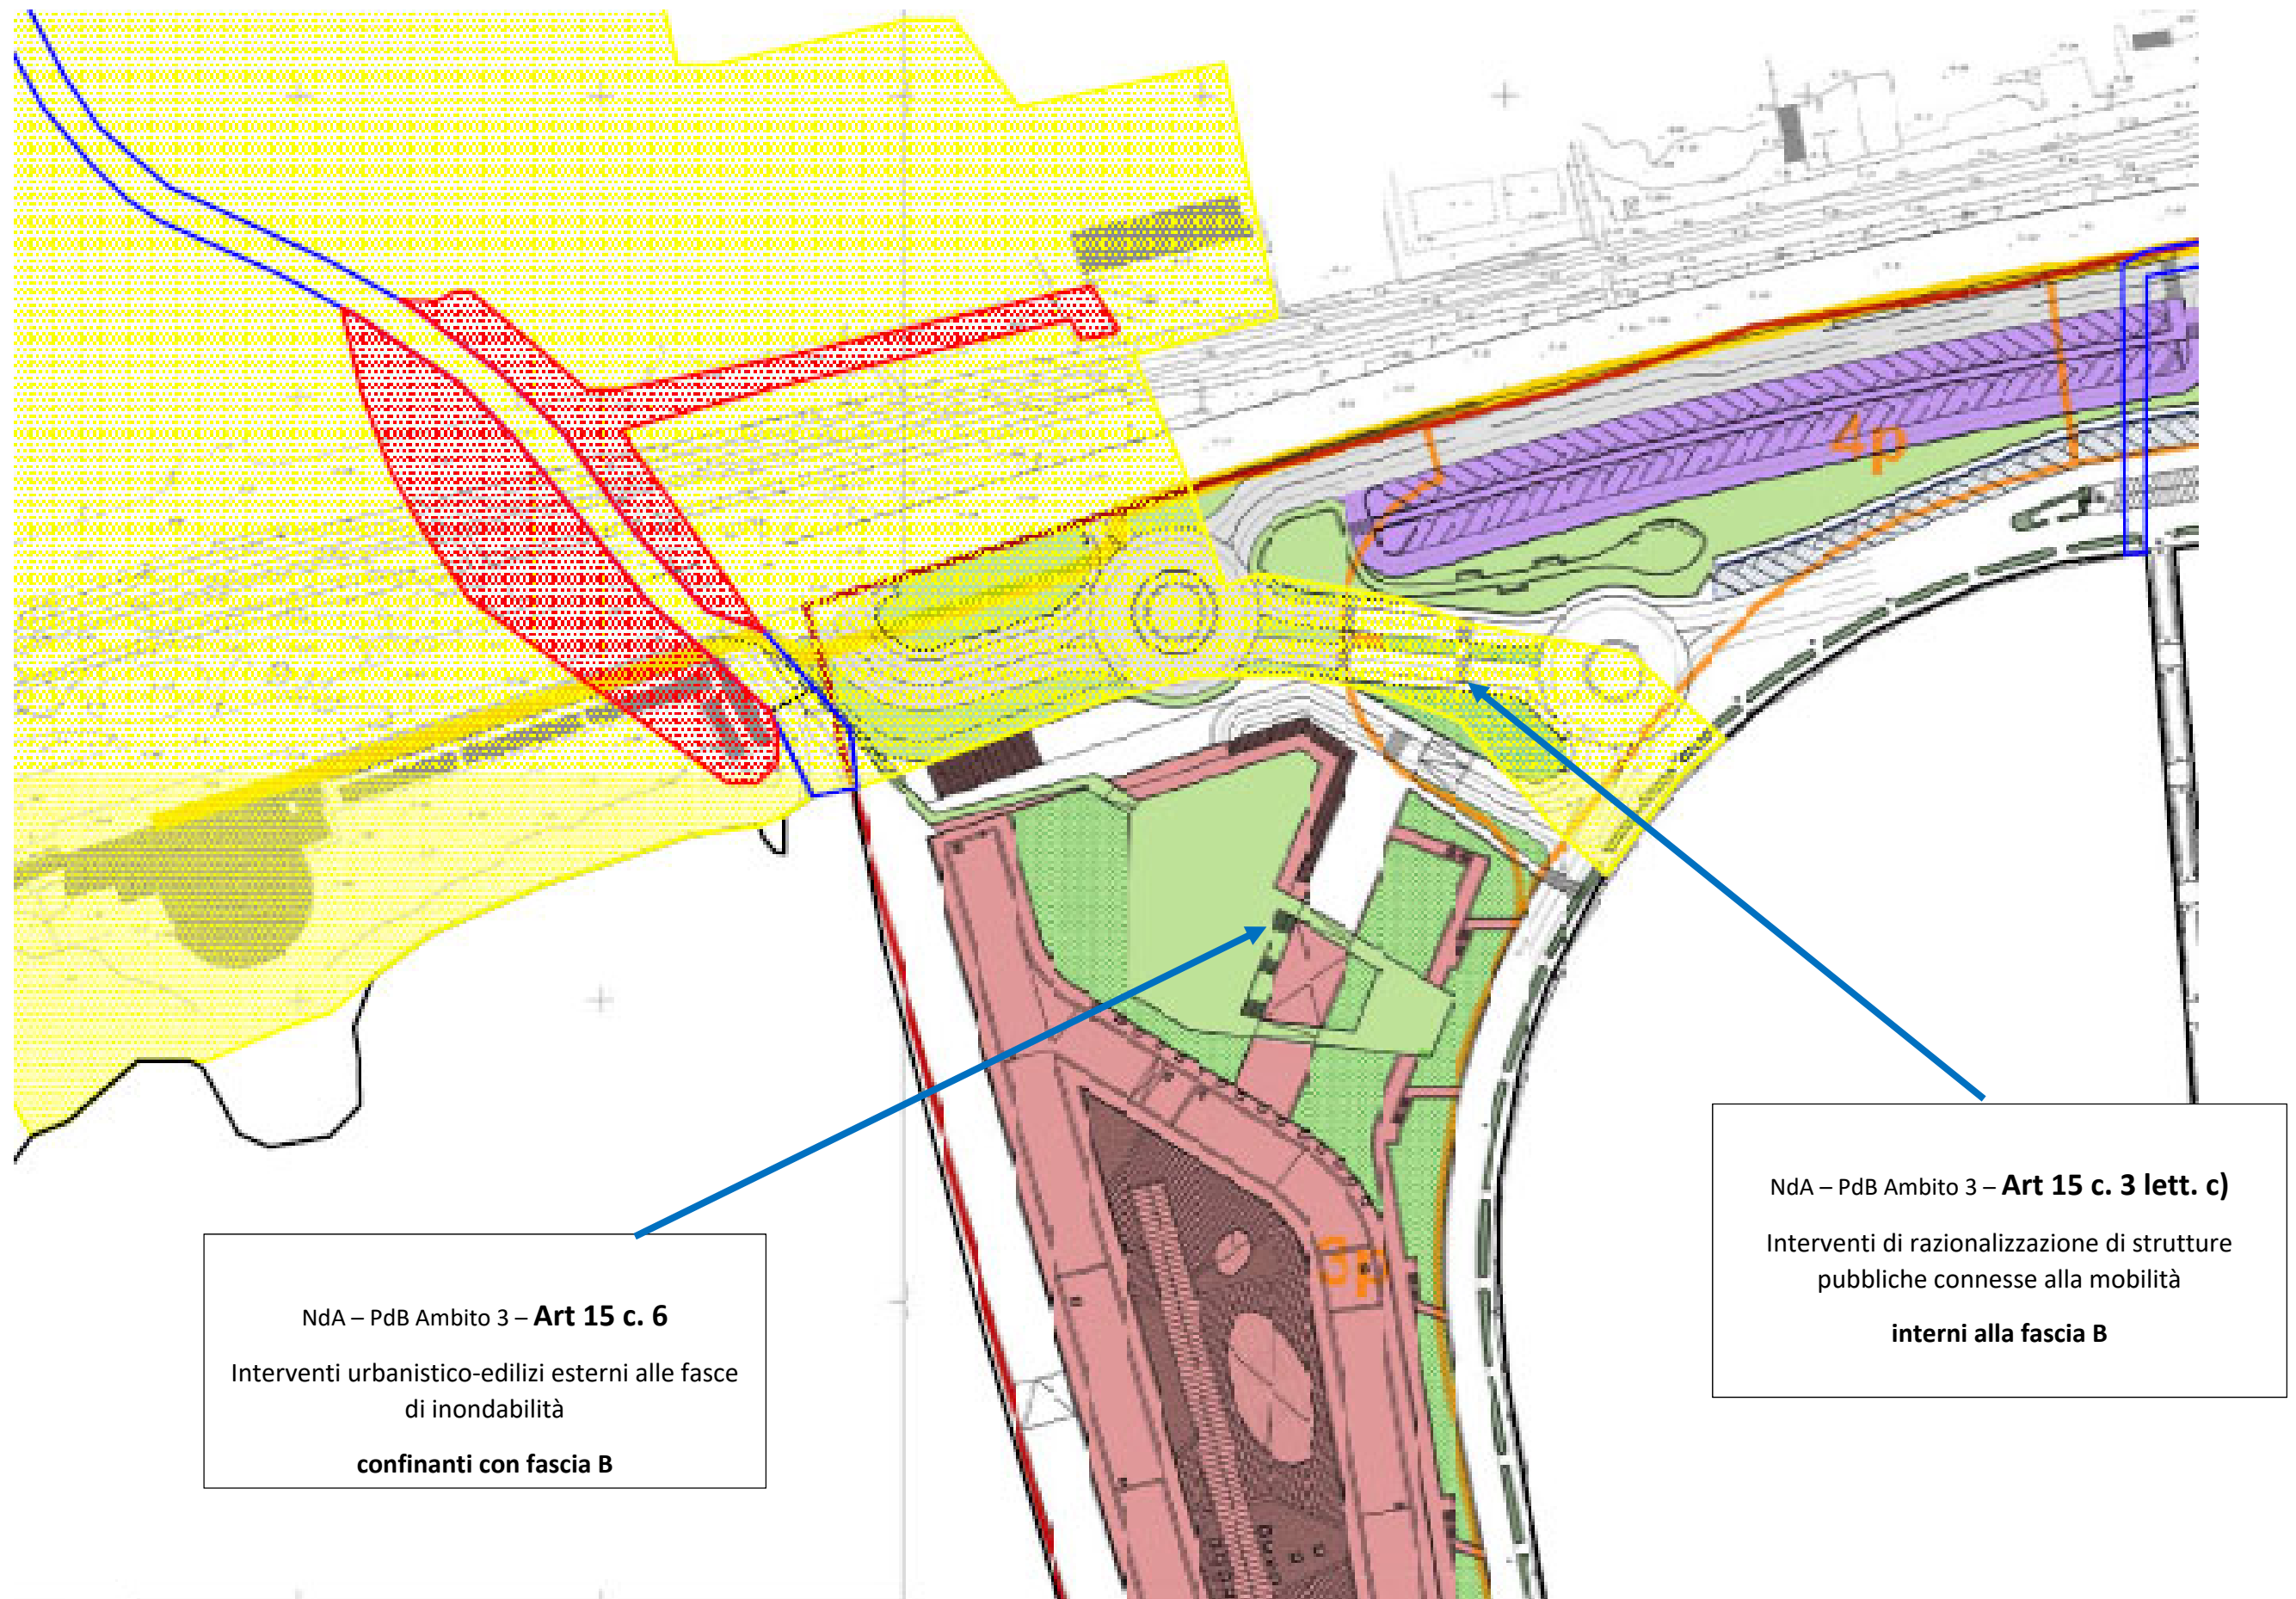 4p
NdA – PdB Ambito 3 – Art 15 c. 3 lett. c)
Interventi di razionalizzazione di strutture
pubbliche connesse alla mobilità
interni alla fascia B
3p
NdA – PdB Ambito 3 – Art 15 c. 6
Interventi urbanistico-edilizi esterni alle fasce
di inondabilità
confinanti con fascia B